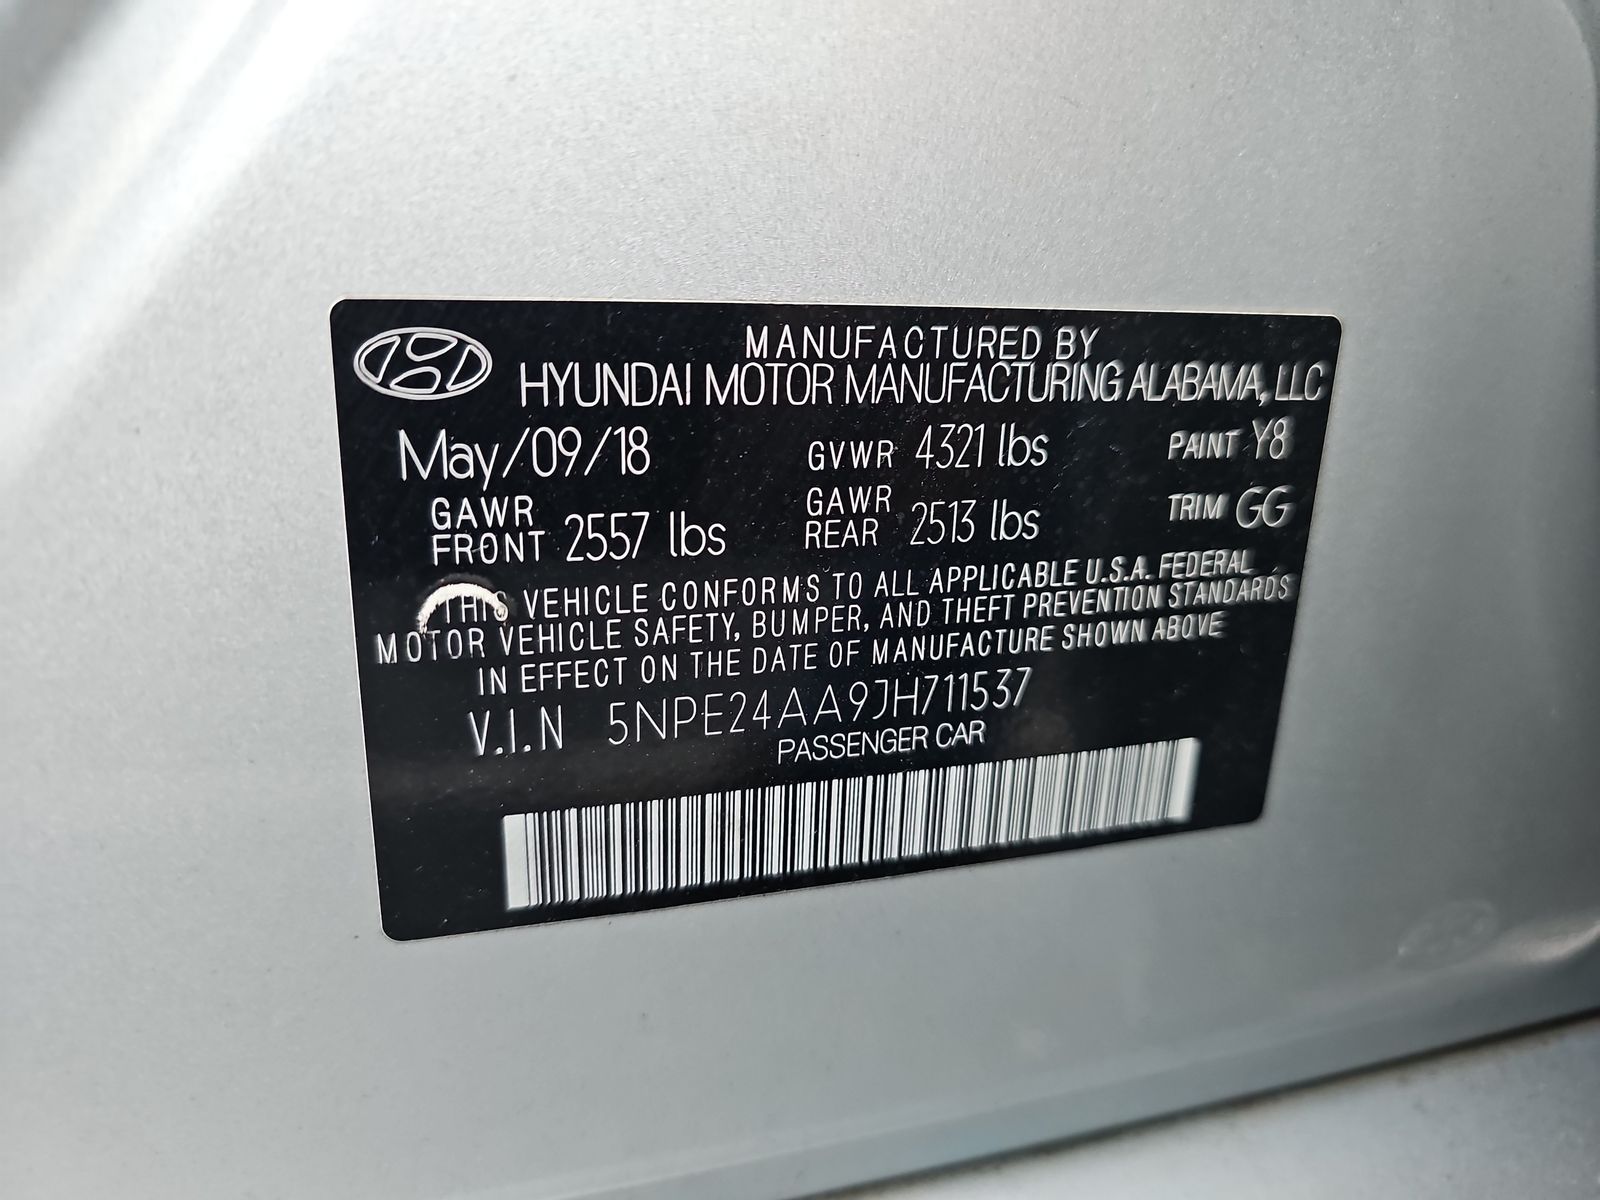 MANUFACTURED BY
HYUNDAI MOTOR MANUFACTURING ALABAMA, LLC
May/09/18 GVWR 4321 lbs PAINT Y8
GAWR FRONT 2557 lbs GAWR REAR 2513 lbs TRIM GG
THIS VEHICLE CONFORMS TO ALL APPLICABLE U.S.A. FEDERAL
MOTOR VEHICLE SAFETY, BUMPER, AND THEFT PREVENTION STANDARDS
IN EFFECT ON THE DATE OF MANUFACTURE SHOWN ABOVE
V.I.N 5NPE24AA9JH711537
PASSENGER CAR